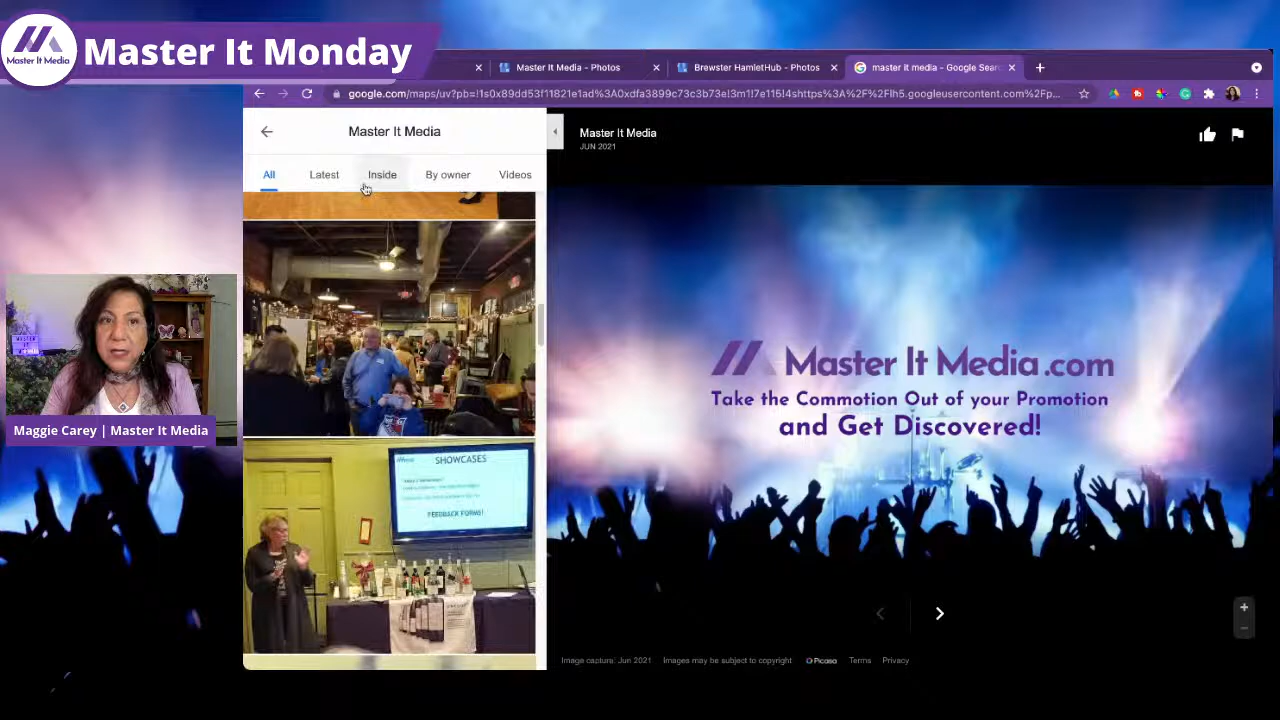 Master It Media
Master It Monday
Master It Media - Photos
Brewster HamletHub - Photos
master it media - Google Searc
google.com/maps/uv?pb=!1s0x89dd53f11821e1ad%3A0xdfa3899c73c3b73e!3m1!7e115!4shttps%3A%2F%2Flh5.googleusercontent.com%2Fp...
Master It Media
All
Latest
Inside
By owner
Videos
Master It Media
JUN 2021
Master It Media .com
Take the Commotion Out of your Promotion
and Get Discovered!
SHOWCASES
FEEDBACK FORMS!
Maggie Carey | Master It Media
Image capture: Jun 2021
Images may be subject to copyright
Picasa
Terms
Privacy